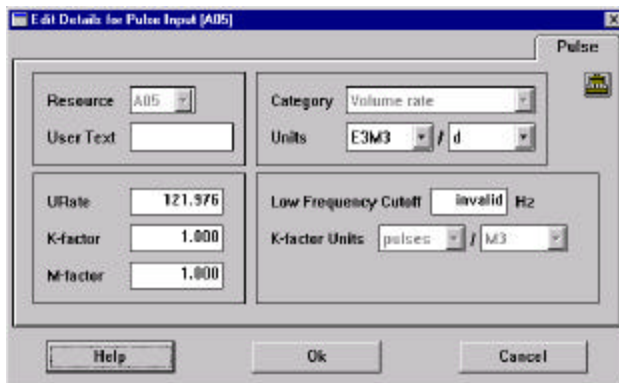 Edit Details for Pulse Input [A05]
Pulse
Resource A05
User Text
Category Volume rate
Units E3M3 / d
URate 121.976
K-factor 1.000
M-factor 1.000
Low Frequency Cutoff invalid Hz
K-factor Units pulses / M3
Help Ok Cancel